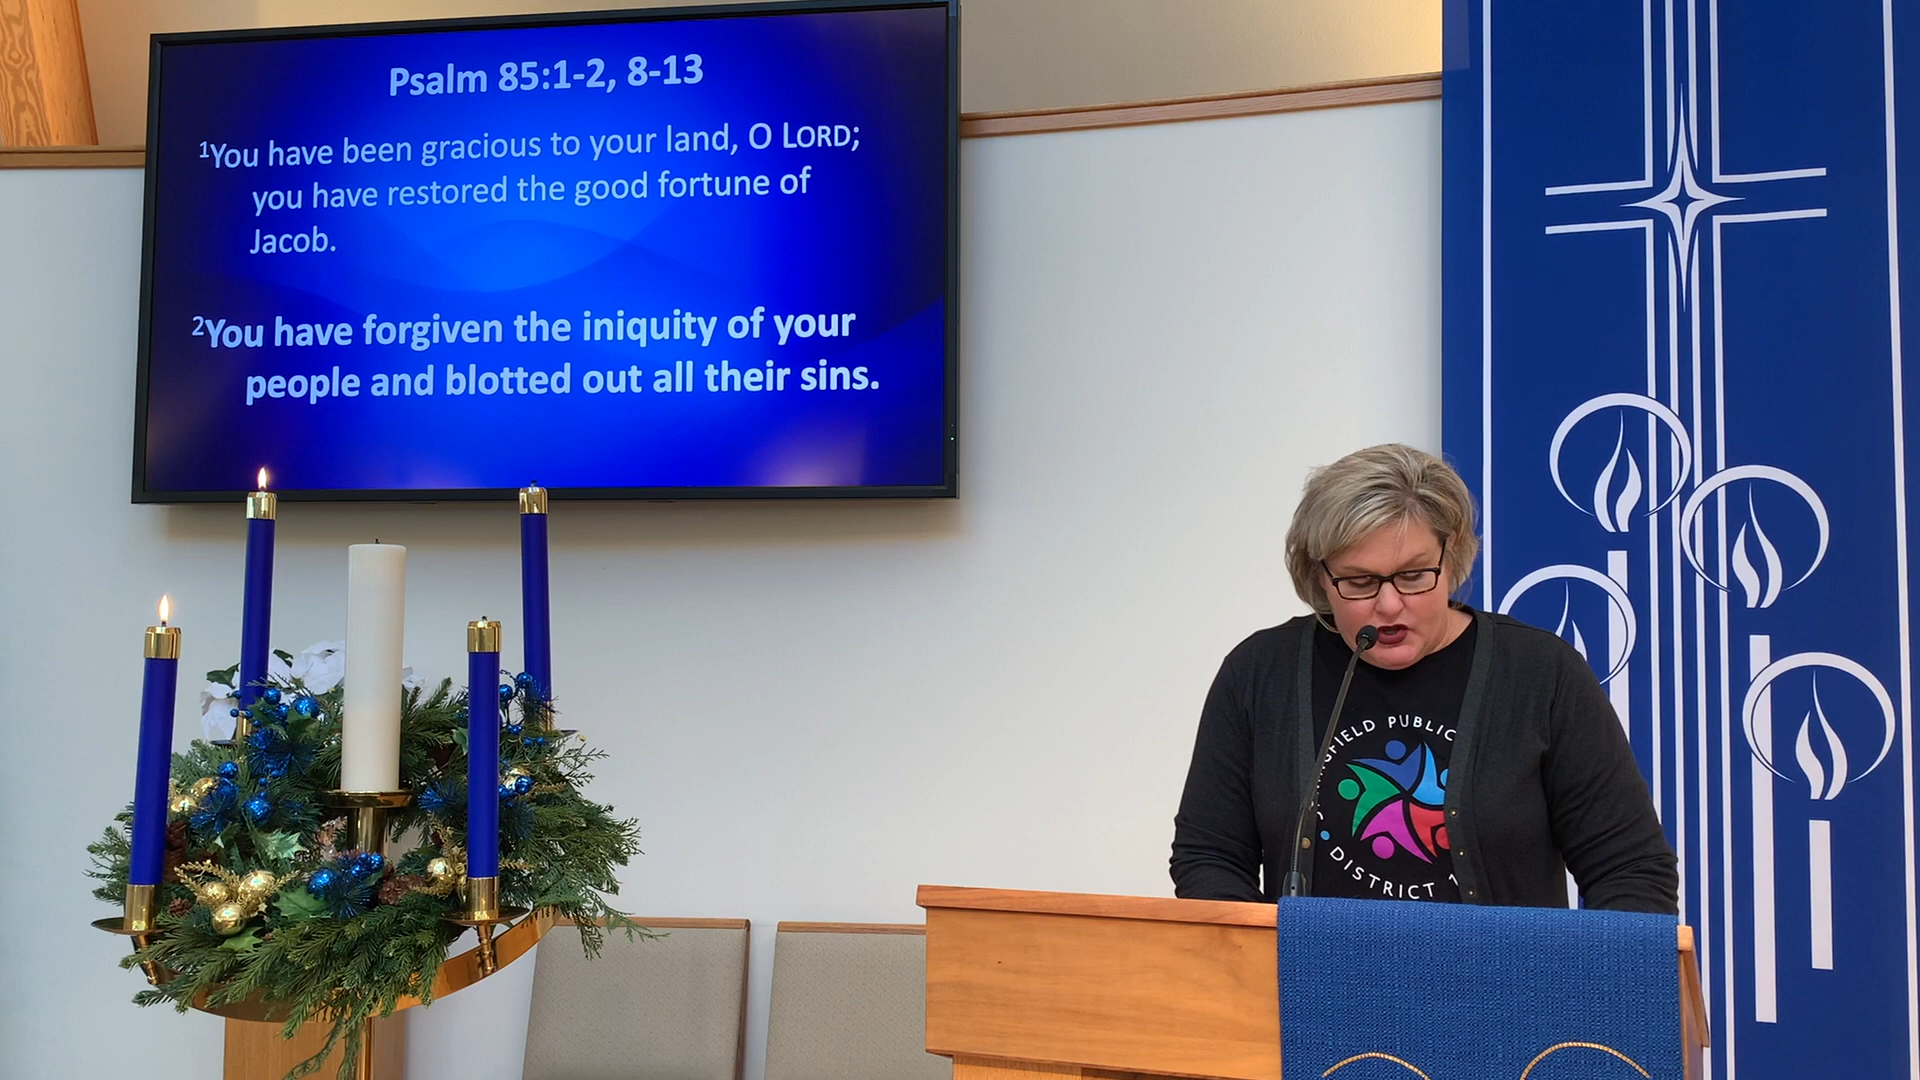 Psalm 85:1-2, 8-13
¹You have been gracious to your land, O LORD;
you have restored the good fortune of
Jacob.
²You have forgiven the iniquity of your
people and blotted out all their sins.
PUBLIC
DISTRICT